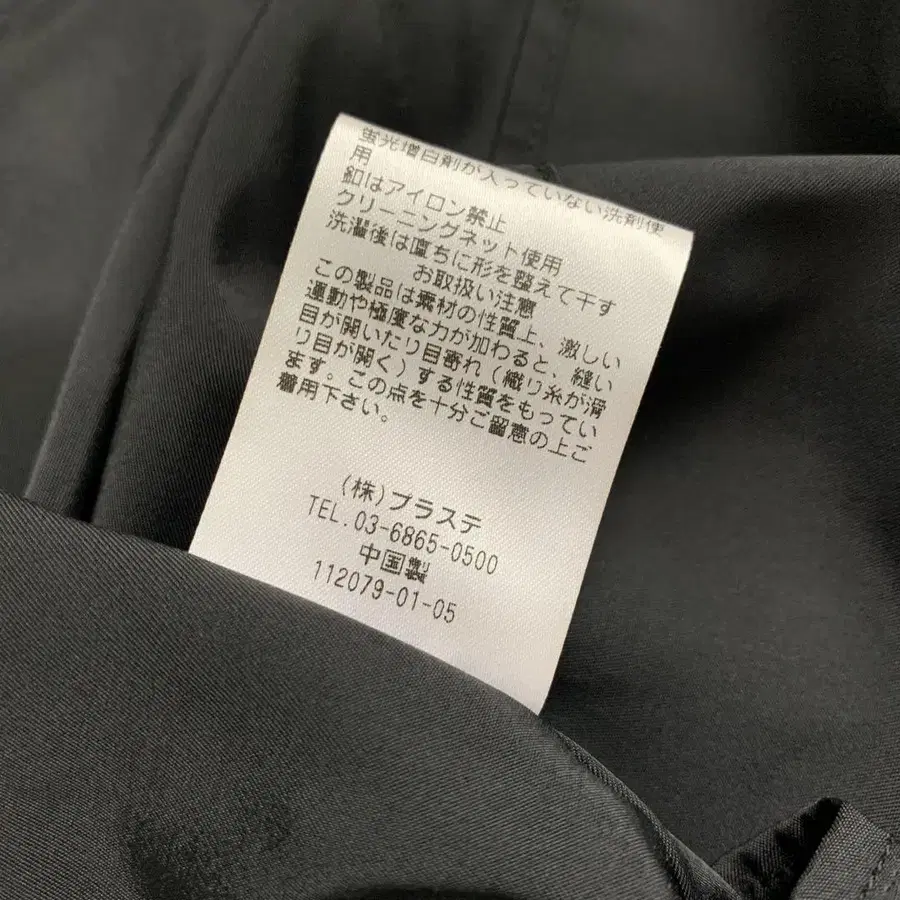 蛍光増白剤が入っていない洗剤使
用
釦はアイロン禁止
クリーニングネット使用
洗濯後は直ちに形を整えて干す
お取扱い注意
この製品は素材の性質上、激しい
運動や極度な力が加わると、縫い
目が開いたり目寄れ(織り糸が滑
り目が開く)する性質をもってい
ます。この点を十分ご留意の上ご
着用下さい。
(株)プラステ
TEL.03-6865-0500
中国製
112079-01-05